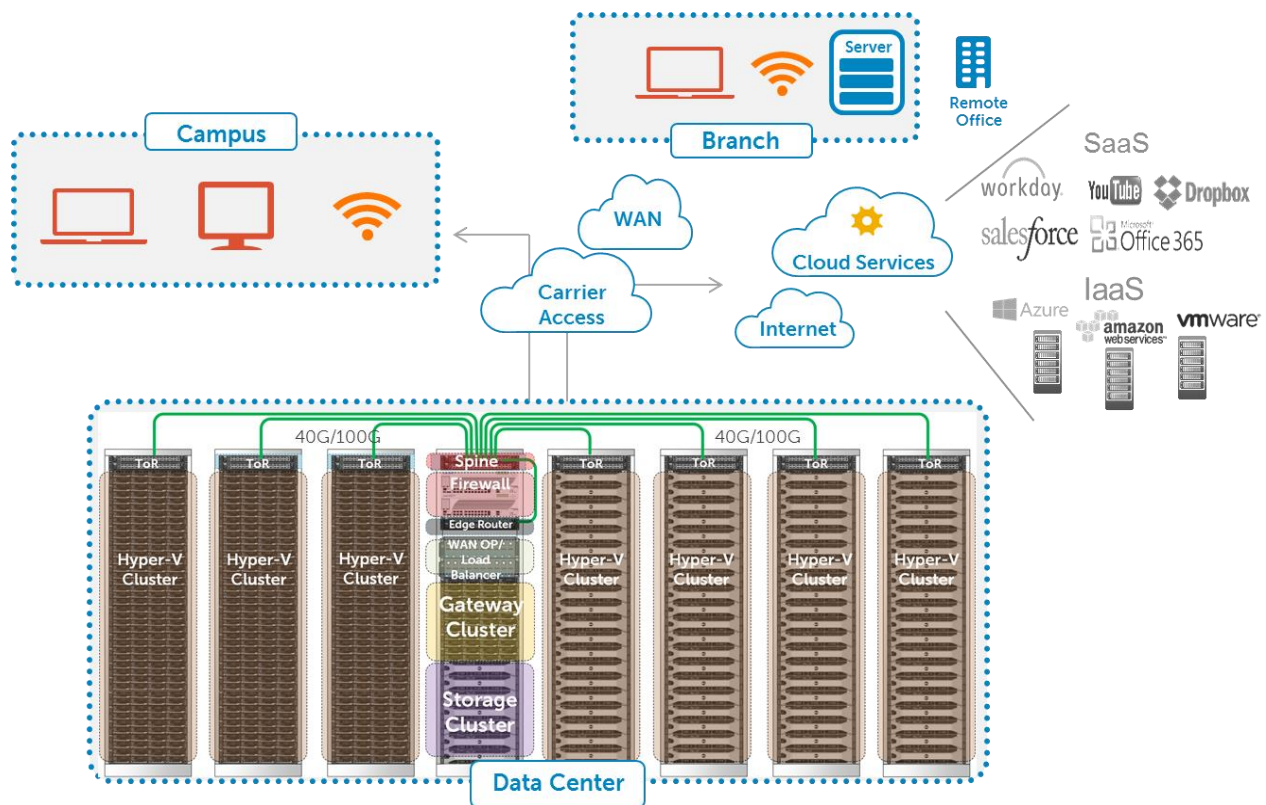 Server
Remote
Office
Branch
Campus
SaaS
workday.
YouTube
Dropbox
salesforce
Microsoft
Office 365
WAN
Cloud Services
Carrier
Access
Internet
IaaS
Azure
amazon
web services™
vmware®
40G/100G
40G/100G
ToR
ToR
ToR
Spine
ToR
ToR
ToR
ToR
Firewall
Edge Router
WAN OP/
Load
Balancer
Hyper-V
Cluster
Hyper-V
Cluster
Hyper-V
Cluster
Hyper-V
Cluster
Hyper-V
Cluster
Hyper-V
Cluster
Hyper-V
Cluster
Gateway
Cluster
Storage
Cluster
Data Center